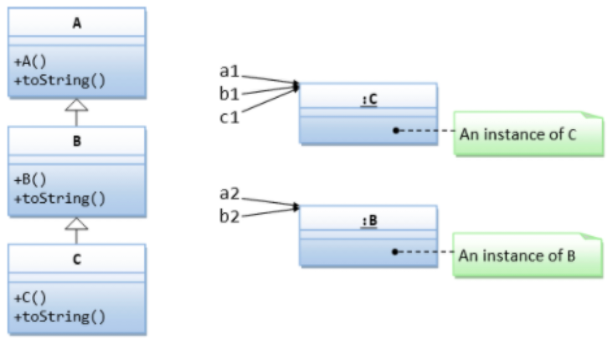 A
+A()
+toString()
B
+B()
+toString()
C
+C()
+toString()
a1
b1
c1
:C
An instance of C
a2
b2
:B
An instance of B